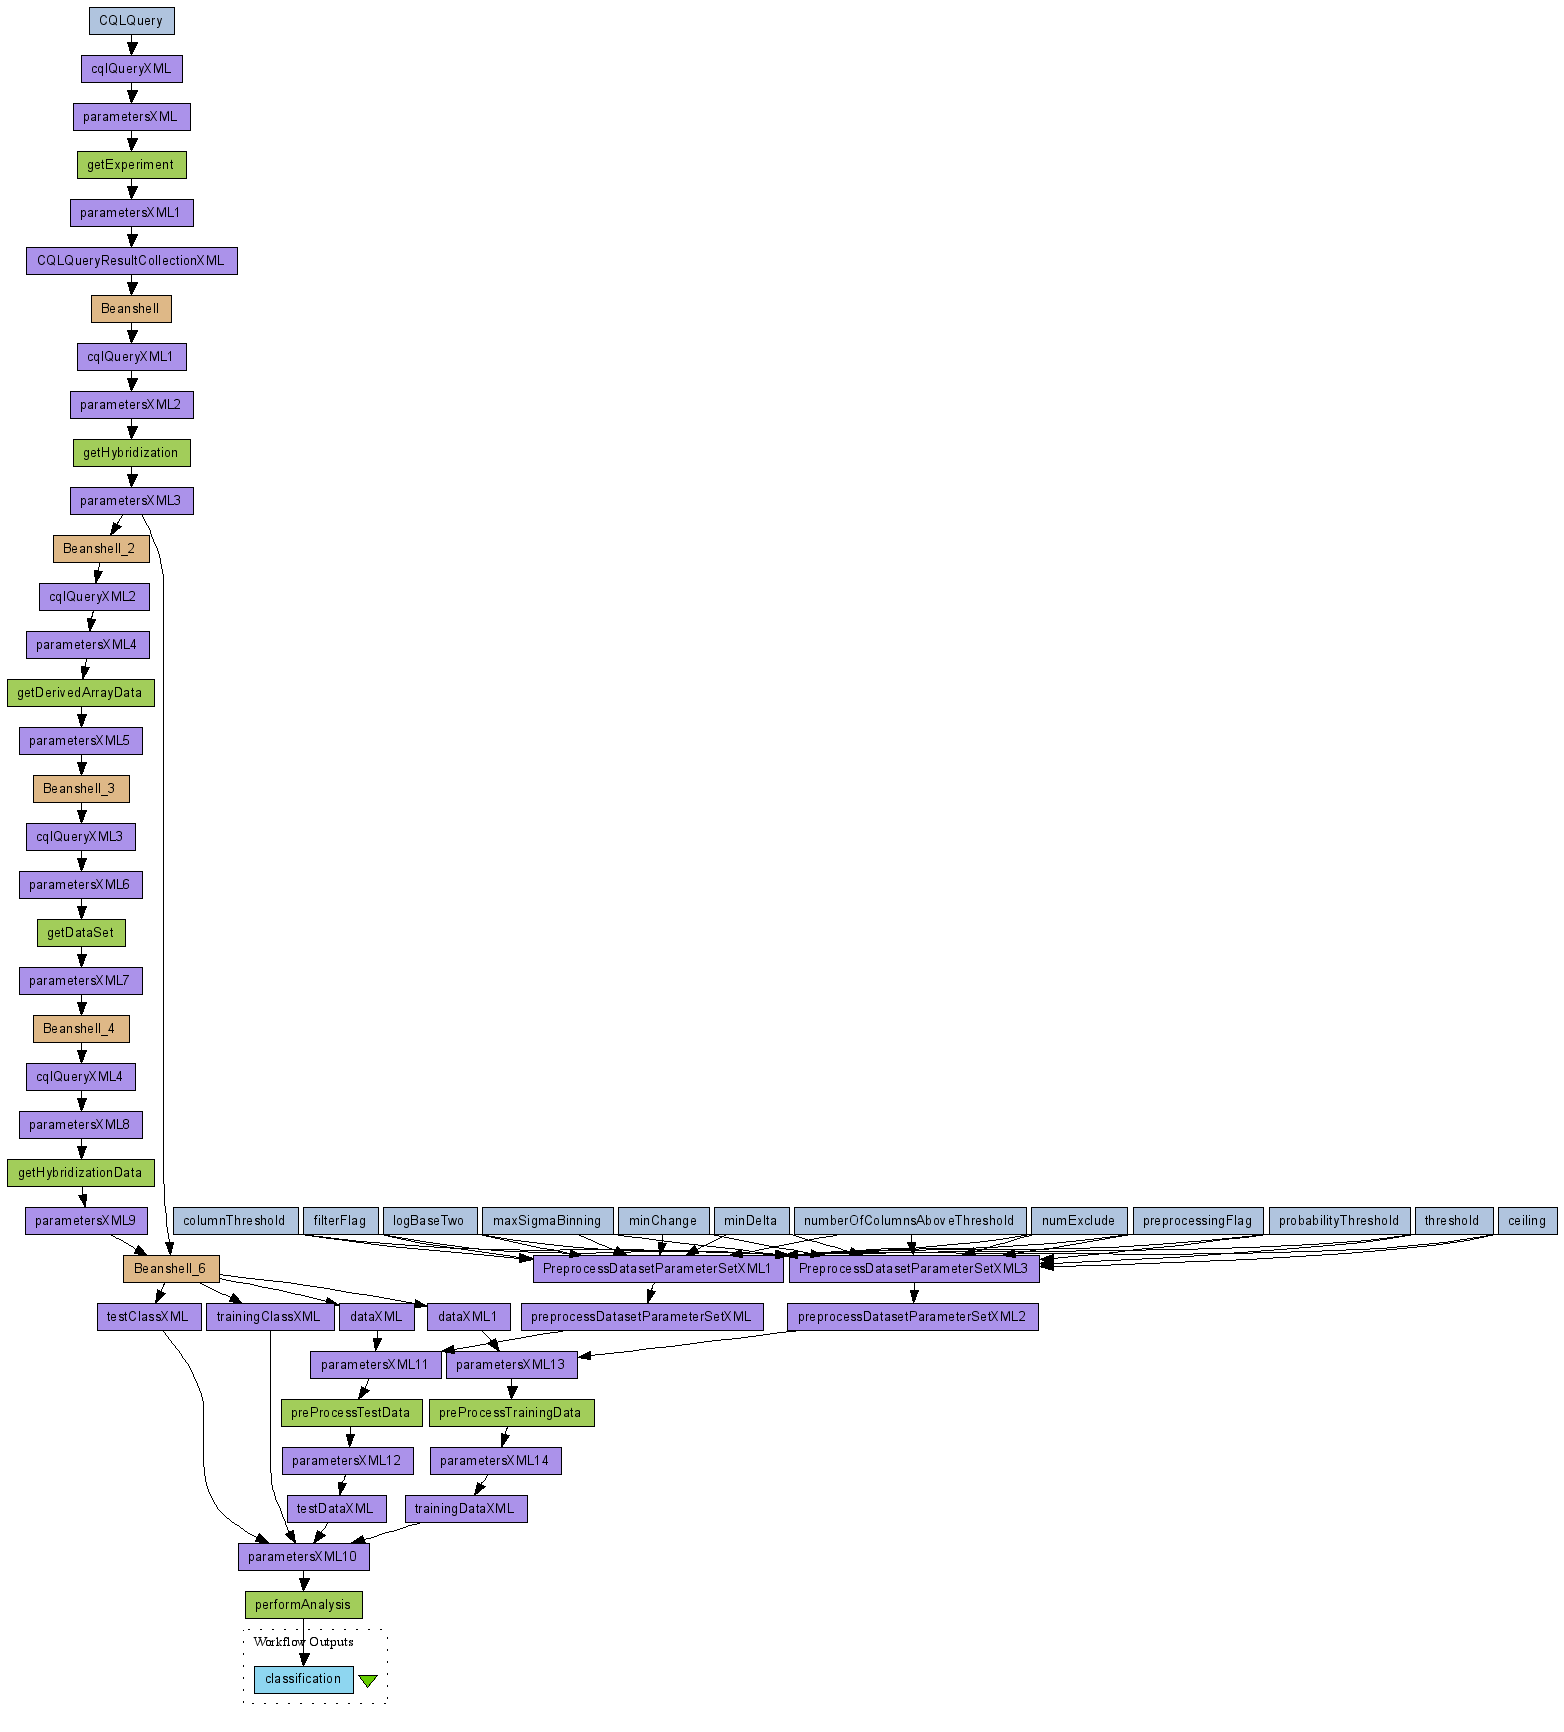 CQLQuery
cqlQueryXML
parametersXML
getExperiment
parametersXML1
CQLQueryResultCollectionXML
Beanshell
cqlQueryXML1
parametersXML2
getHybridization
parametersXML3
Beanshell_2
cqlQueryXML2
parametersXML4
getDerivedArrayData
parametersXML5
Beanshell_3
cqlQueryXML3
parametersXML6
getDataSet
parametersXML7
Beanshell_4
cqlQueryXML4
parametersXML8
getHybridizationData
parametersXML9 columnThreshold filterFlag logBaseTwo maxSigmaBinning minChange minDelta numberOfColumnsAboveThreshold numExclude preprocessingFlag probabilityThreshold threshold ceiling
Beanshell_6 PreprocessDatasetParameterSetXML1 PreprocessDatasetParameterSetXML3
testClassXML trainingClassXML dataXML dataXML1 preprocessDatasetParameterSetXML preprocessDatasetParameterSetXML2
parametersXML11 parametersXML13
preProcessTestData preProcessTrainingData
parametersXML12 parametersXML14
testDataXML trainingDataXML
parametersXML10
performAnalysis
Workflow Outputs
classification